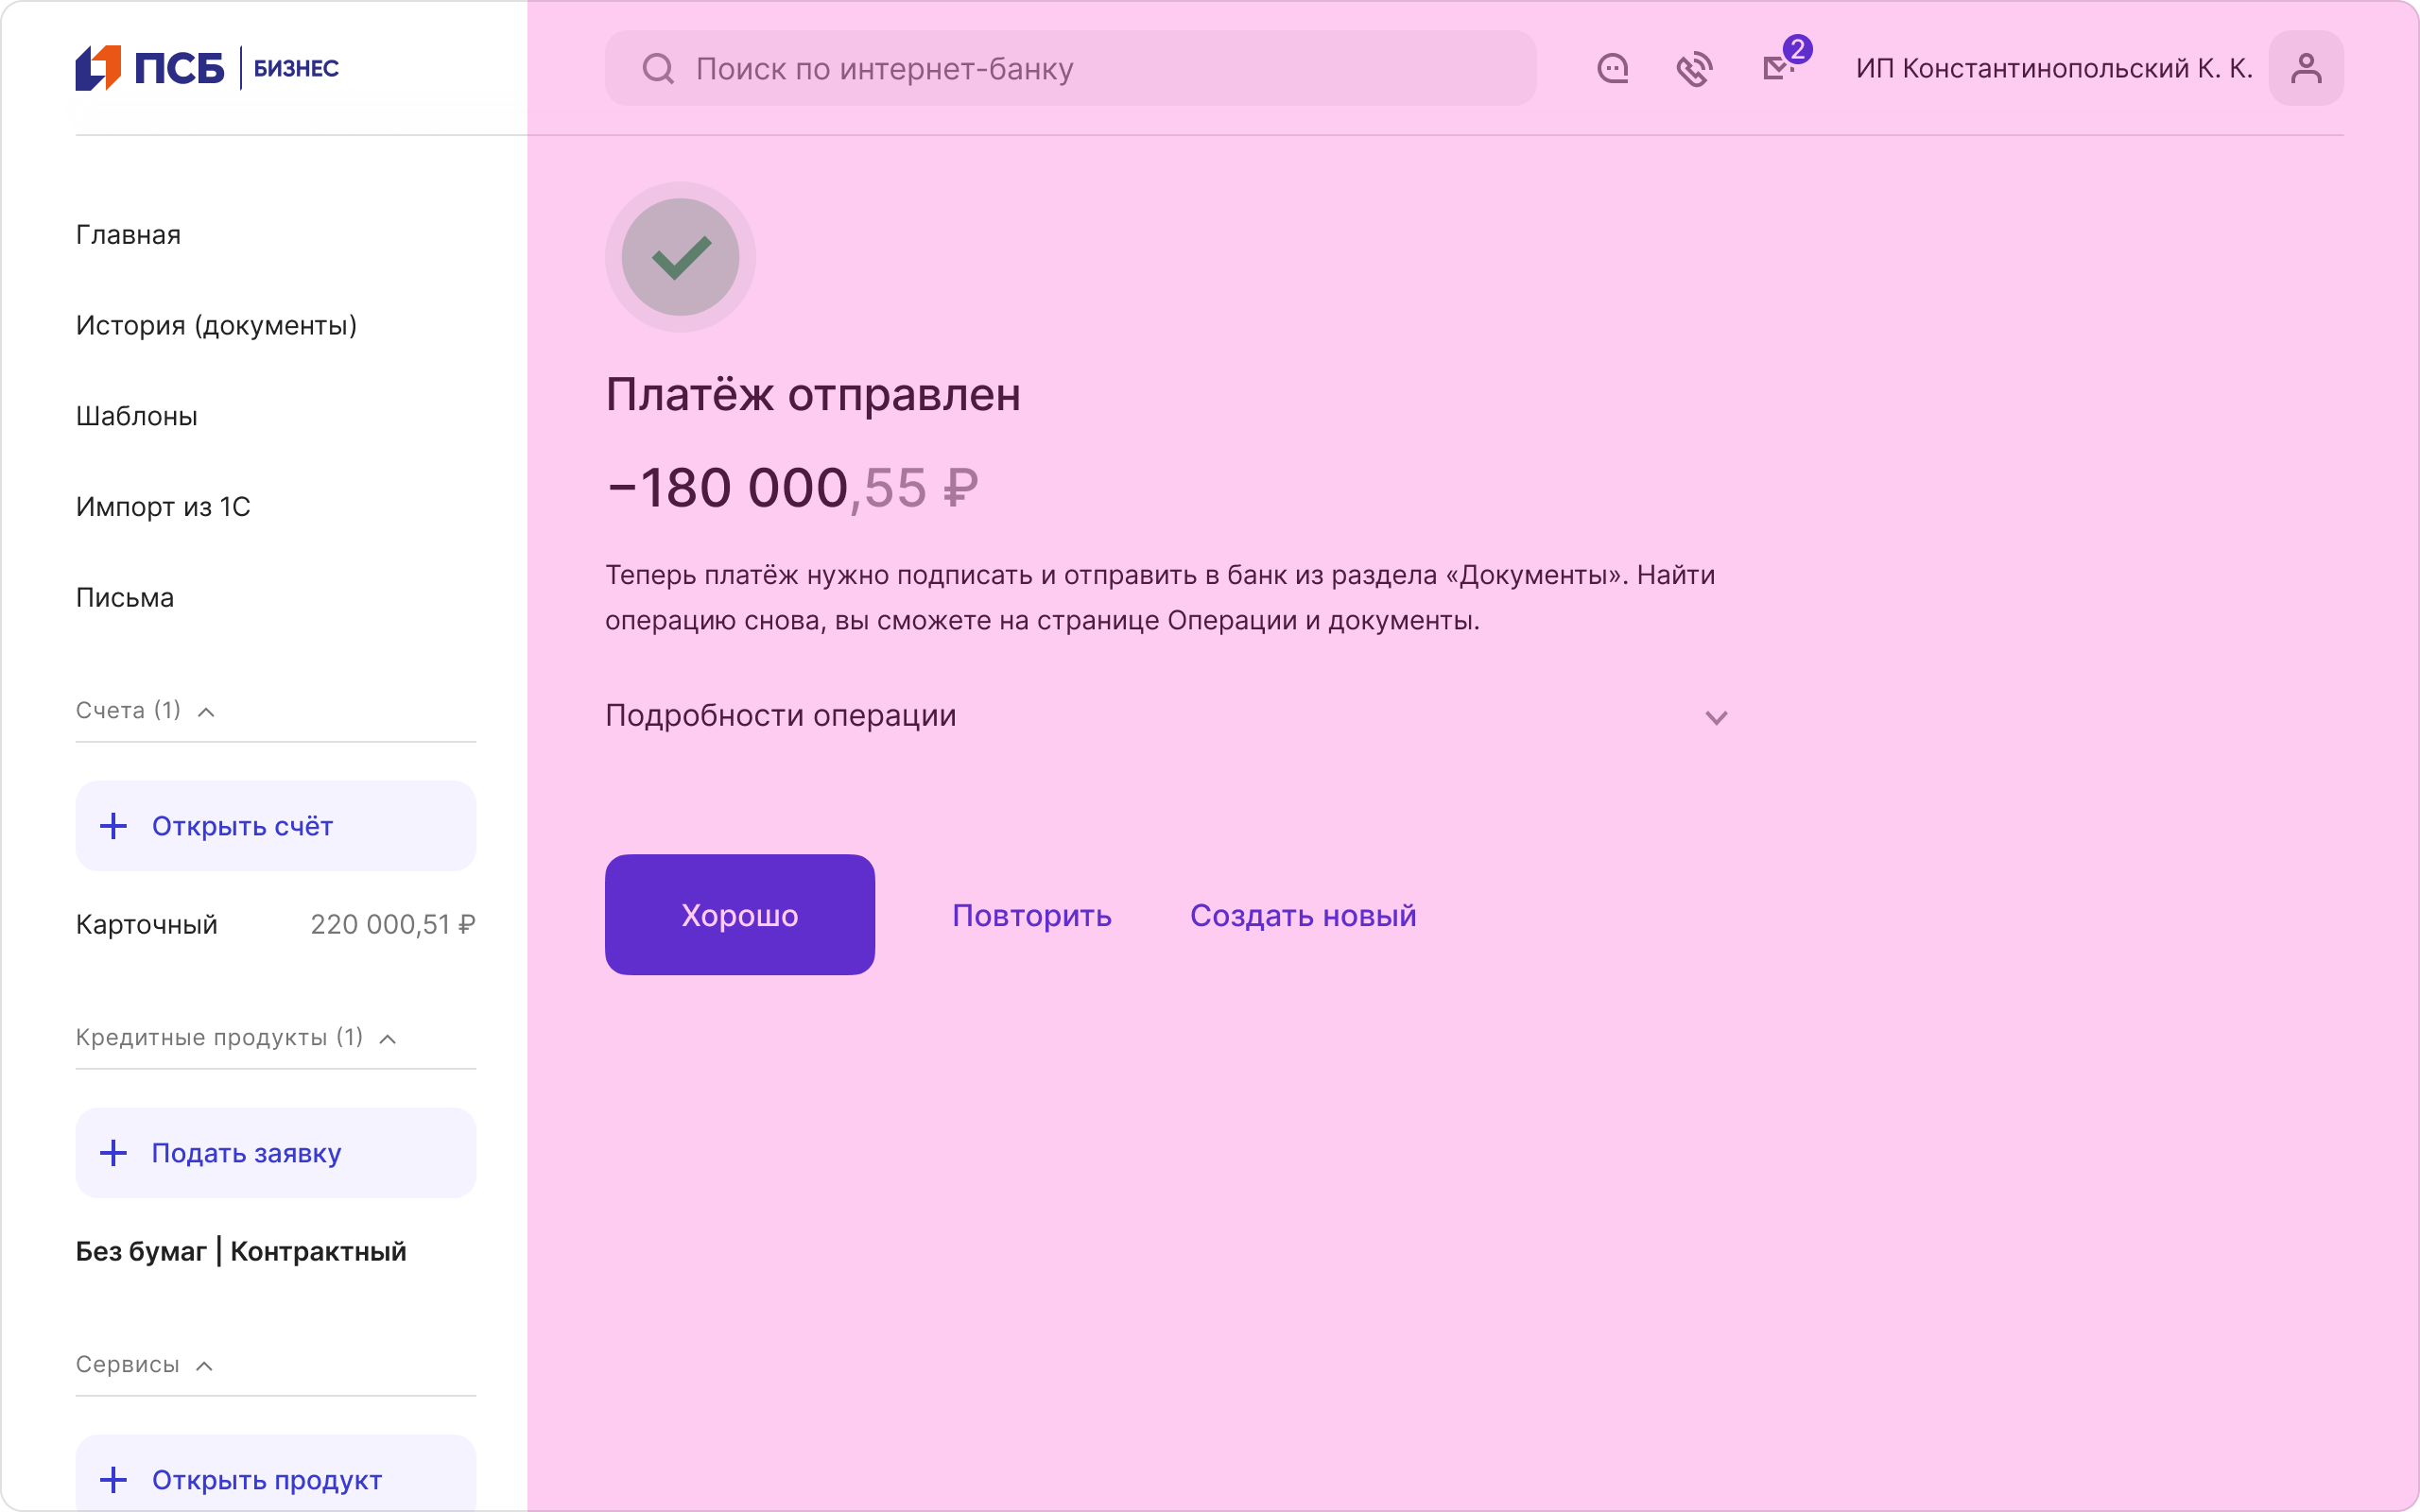 ПСБ | БИЗНЕС
Поиск по интернет-банку
2
ИП Константинопольский К. К.
Главная
История (документы)
Шаблоны
Импорт из 1С
Письма
Счета (1)
Открыть счёт
Карточный 220 000,51 ₽
Кредитные продукты (1)
Подать заявку
Без бумаг | Контрактный
Сервисы
Открыть продукт
Платёж отправлен
−180 000,55 ₽
Теперь платёж нужно подписать и отправить в банк из раздела «Документы». Найти
операцию снова, вы сможете на странице Операции и документы.
Подробности операции
Хорошо
Повторить
Создать новый